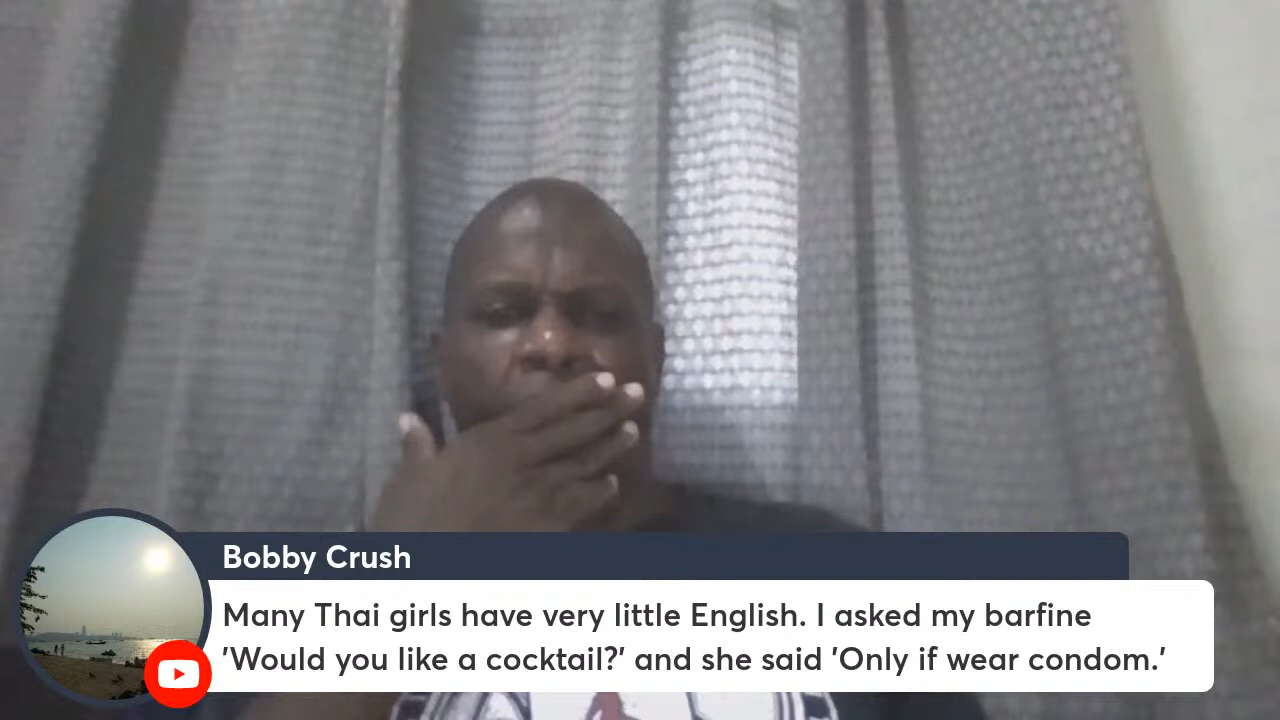 Bobby Crush
Many Thai girls have very little English. I asked my barfine
'Would you like a cocktail?' and she said 'Only if wear condom.'